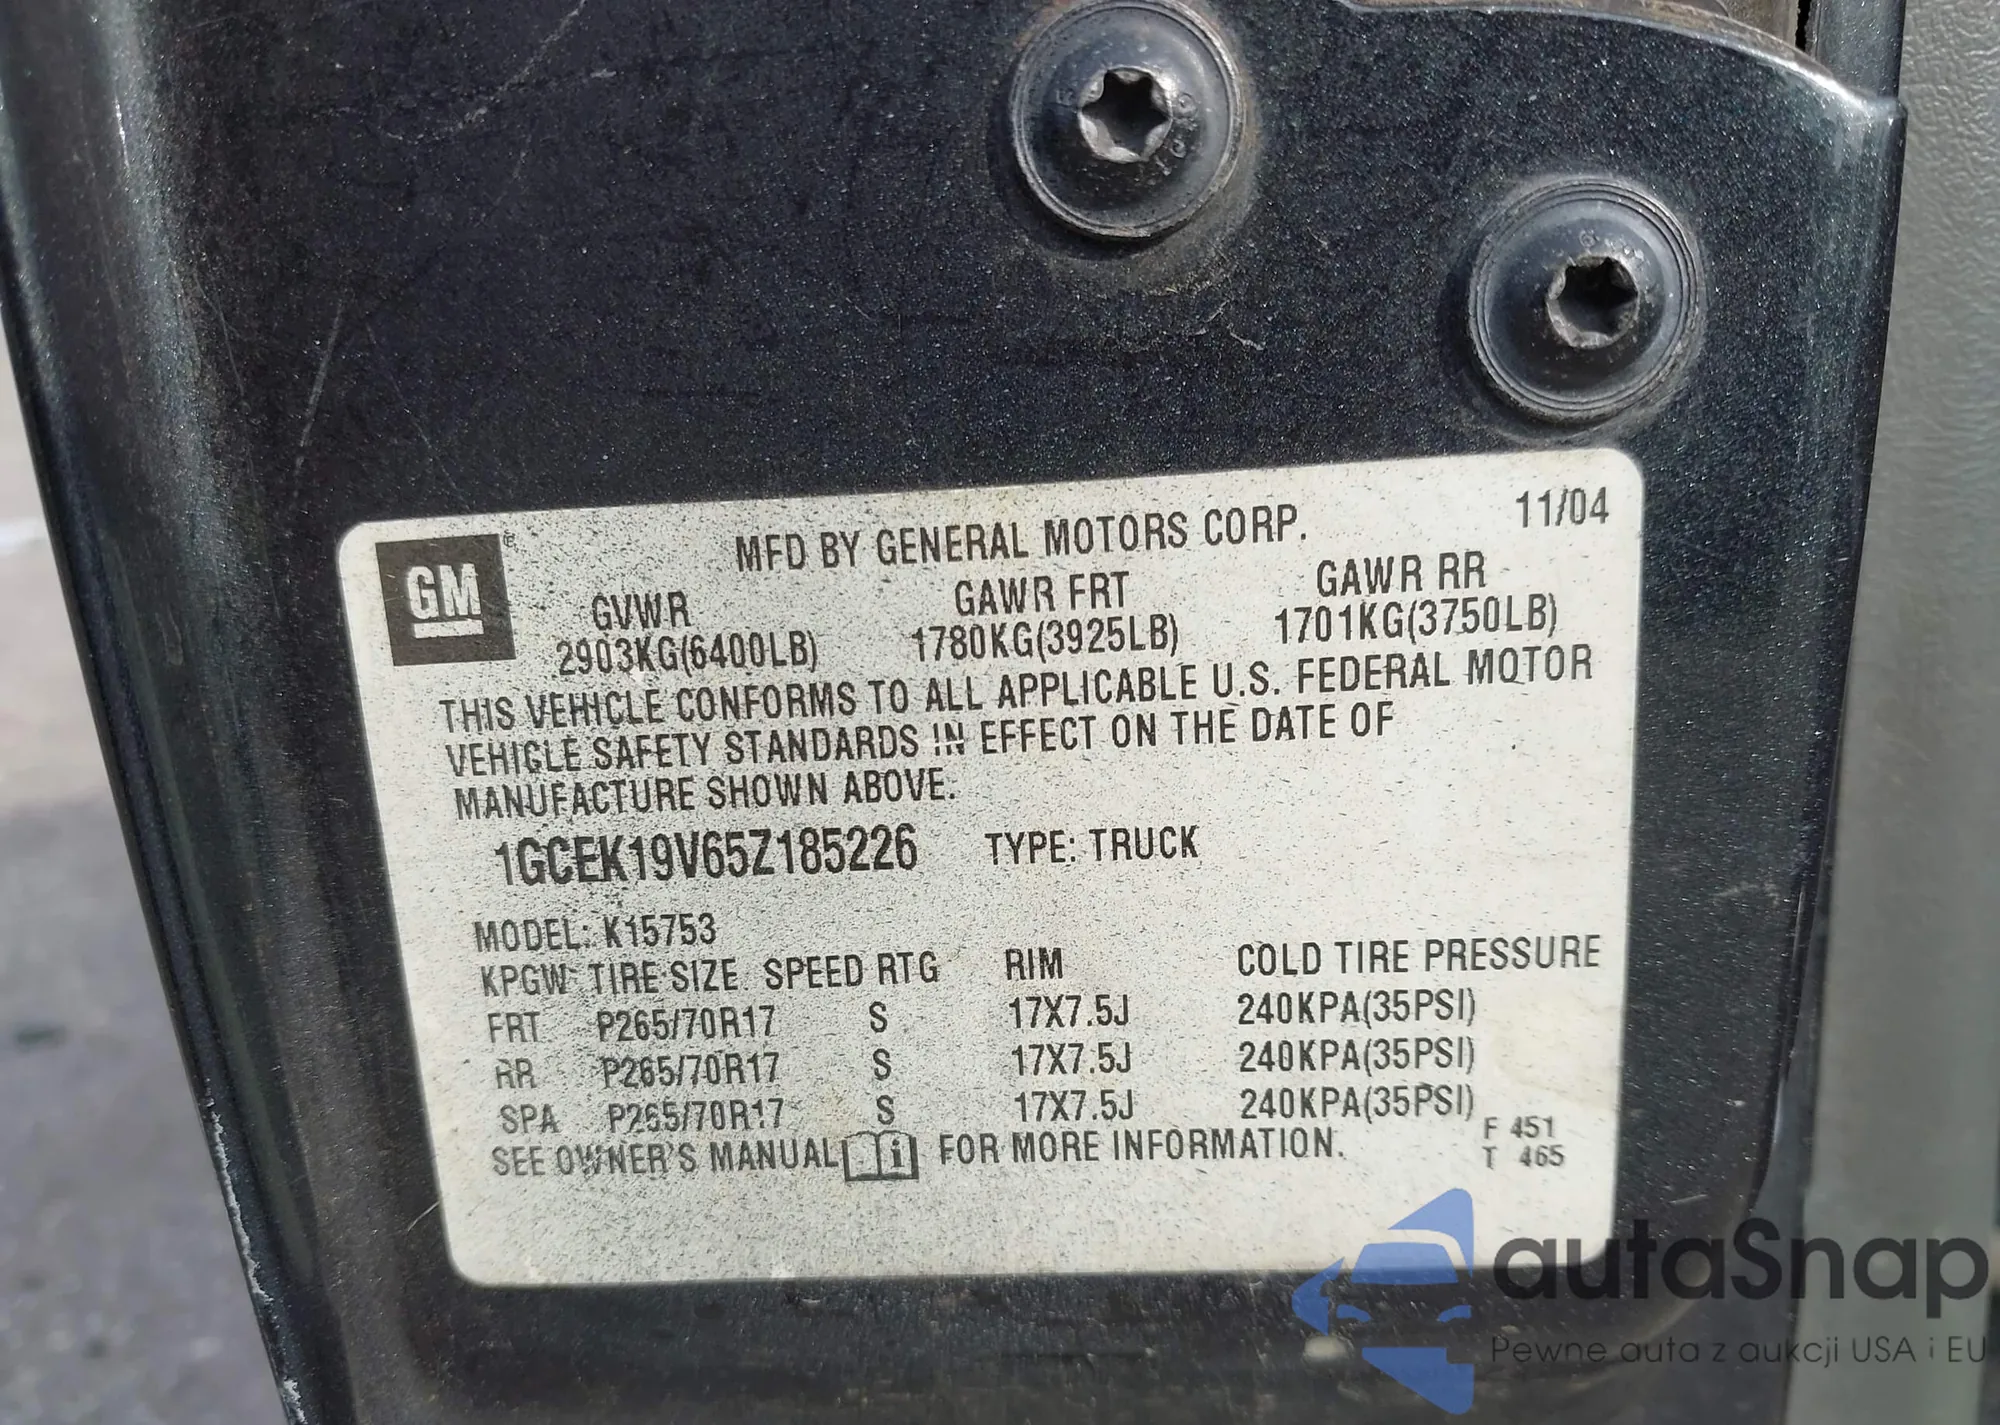 MFD BY GENERAL MOTORS CORP. 11/04
GM
GVWR GAWR FRT GAWR RR
2903KG(6400LB) 1780KG(3925LB) 1701KG(3750LB)
THIS VEHICLE CONFORMS TO ALL APPLICABLE U.S. FEDERAL MOTOR
VEHICLE SAFETY STANDARDS IN EFFECT ON THE DATE OF
MANUFACTURE SHOWN ABOVE.
1GCEK19V65Z185226 TYPE: TRUCK
MODEL: K15753
KPGW TIRE SIZE SPEED RTG RIM COLD TIRE PRESSURE
FRT P265/70R17 S 17X7.5J 240KPA(35PSI)
RR P265/70R17 S 17X7.5J 240KPA(35PSI)
SPA P265/70R17 S 17X7.5J 240KPA(35PSI)
SEE OWNER'S MANUAL FOR MORE INFORMATION.
F 451
T 465
autaSnap
Pewne auta z aukcji USA i EU